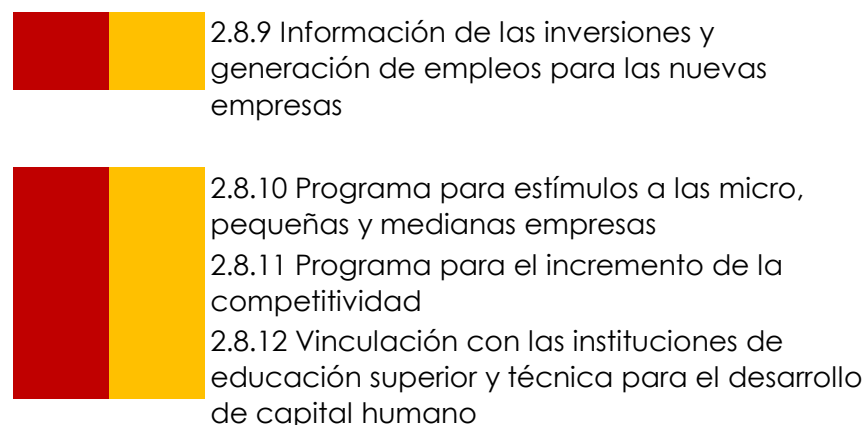 2.8.9 Información de las inversiones y
generación de empleos para las nuevas
empresas
2.8.10 Programa para estímulos a las micro,
pequeñas y medianas empresas
2.8.11 Programa para el incremento de la
competitividad
2.8.12 Vinculación con las instituciones de
educación superior y técnica para el desarrollo
de capital humano